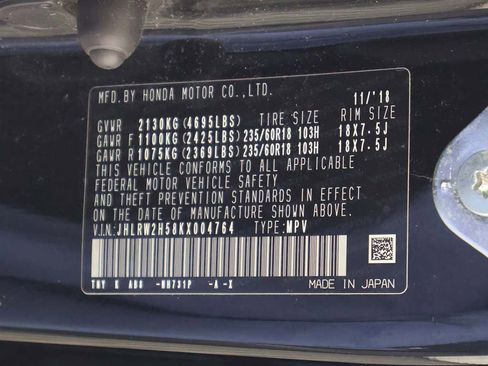 MFD.BY HONDA MOTOR CO.,LTD. 11/'18
GVWR 2130KG(4695LBS) TIRE SIZE RIM SIZE
GAWR F 1100KG(2425LBS) 235/60R18 103H 18X7.5J
GAWR R 1075KG(2369LBS) 235/60R18 103H 18X7.5J
THIS VEHICLE CONFORMS TO ALL APPLICABLE
FEDERAL MOTOR VEHICLE SAFETY
AND THEFT PREVENTION STANDARDS IN EFFECT
ON THE DATE OF MANUFACTURE SHOWN ABOVE.
V.I.N:JHLRW2H58KX004764 TYPE:MPV
TNY K AB8 -NH731P -A -X
MADE IN JAPAN